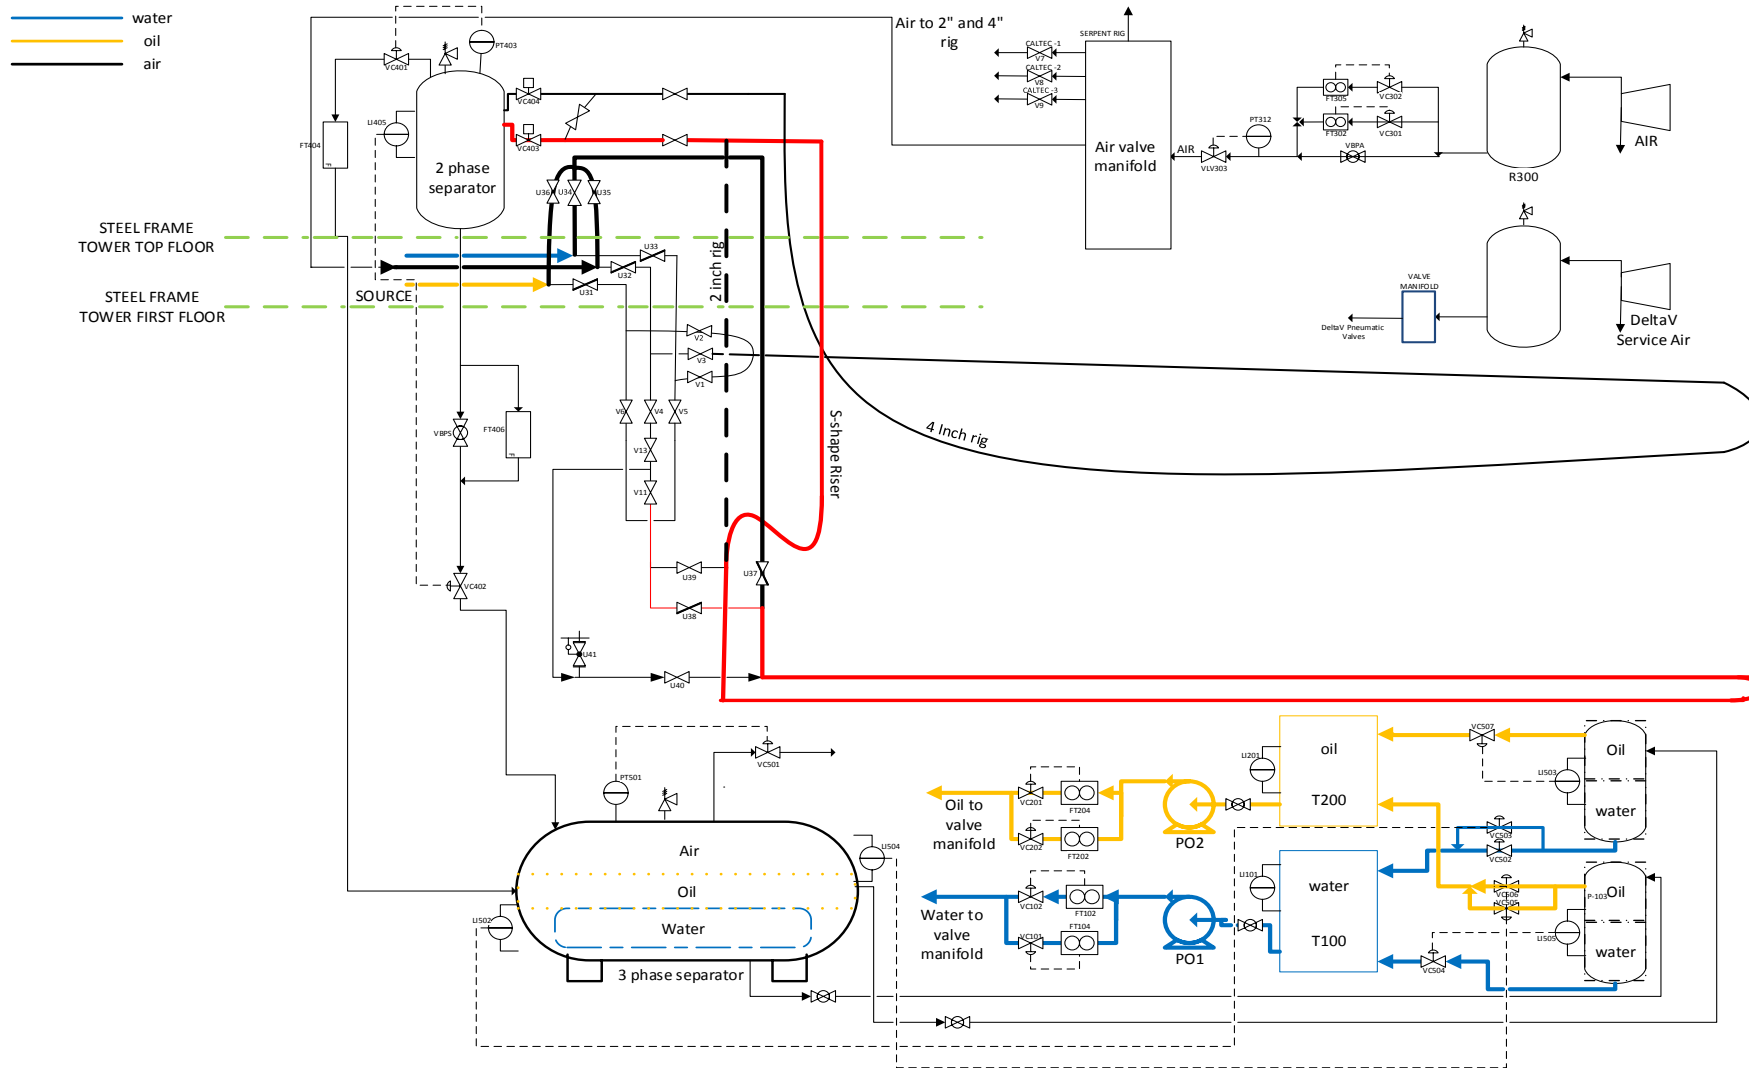 water
oil
air
VC401
PT403
VC404
VC403
LI405
FT404
F
2 phase
separator
U36
U34
U35
STEEL FRAME
TOWER TOP FLOOR
STEEL FRAME
TOWER FIRST FLOOR
SOURCE
U33
U32
U31
2 inch rig
V2
V3
V1
V6
V4
V5
V13
V11
VBPS
FT406
F
VC402
U39
U38
U37
U41
U40
S-shape Riser
4 Inch rig
Air to 2" and 4"
rig
SERPENT RIG
CALTEC -1
V7
CALTEC -2
V8
CALTEC -3
V9
Air valve
manifold
AIR
VLV303
PT312
FT305
VC302
FT302
VC301
VBPA
R300
AIR
VALVE
MANIFOLD
DeltaV Pneumatic
Valves
DeltaV
Service Air
PT501
VC501
LI504
LI502
Air
Oil
Water
3 phase separator
Oil to
valve
manifold
VC201
FT204
VC202
FT202
PO2
LI201
oil
T200
VC507
LI503
Oil
water
VC503
VC502
Water to
valve
manifold
VC102
FT102
VC101
FT104
PO1
LI101
water
T100
VC506
VC505
P-103
Oil
water
LI505
VC504